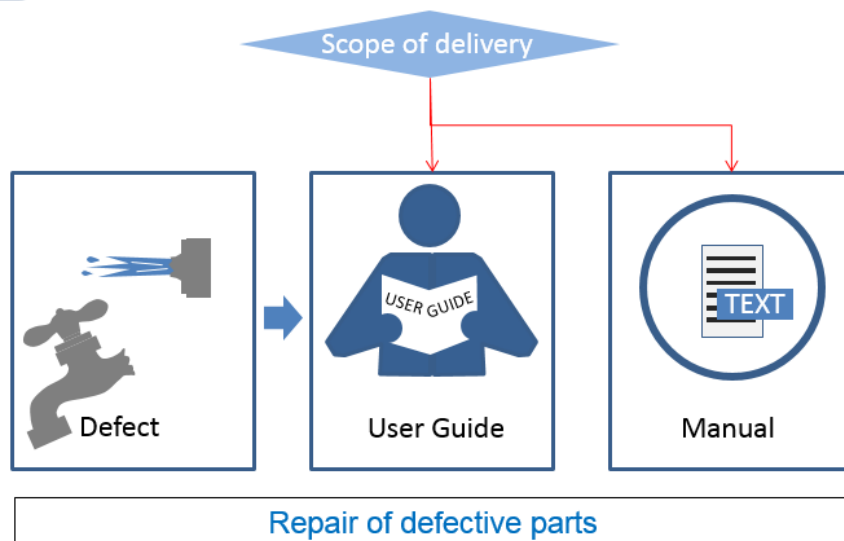 Scope of delivery
USER GUIDE
TEXT
Defect
User Guide
Manual
Repair of defective parts